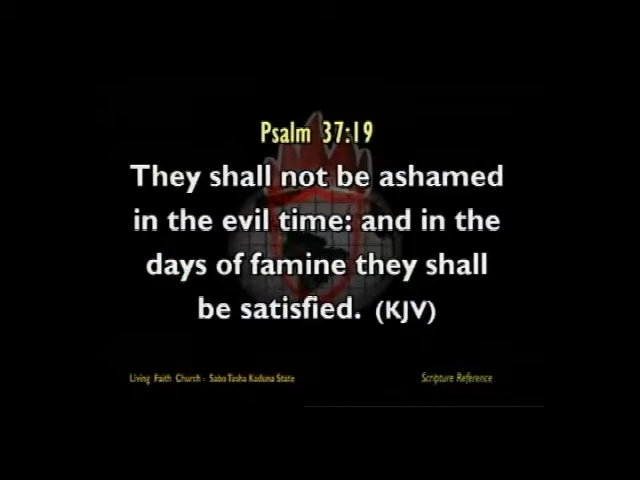 Psalm 37:19
They shall not be ashamed
in the evil time: and in the
days of famine they shall
be satisfied. (KJV)
Living Faith Church - Sabo Tasha Kaduna State
Scripture Reference